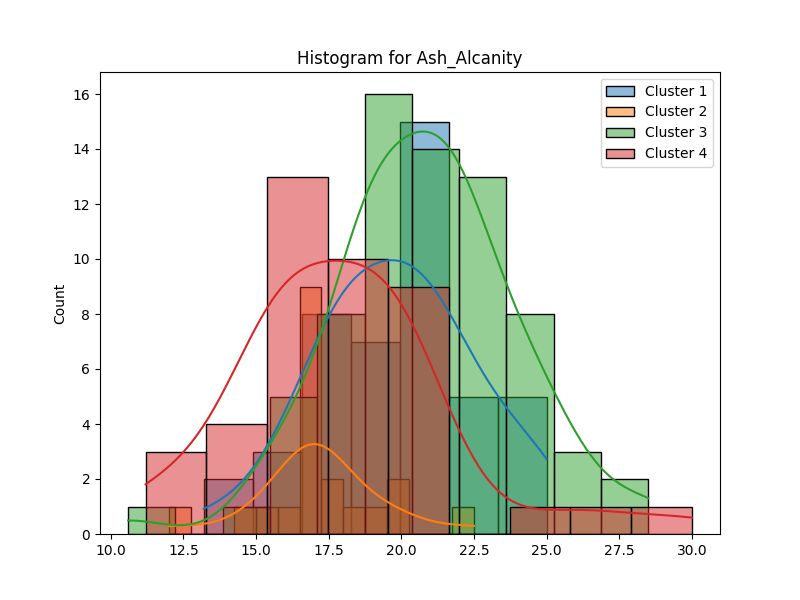 Histogram for Ash_Alcanity
Cluster 1
Cluster 2
Cluster 3
Cluster 4
Count
16
14
12
10
8
6
4
2
0
10.0 12.5 15.0 17.5 20.0 22.5 25.0 27.5 30.0